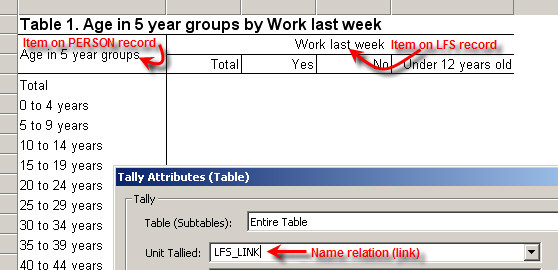 Table 1. Age in 5 year groups by Work last week
Item on PERSON record
Work last week
Item on LFS record
Age in 5 year groups
Total
Yes
No
Under 12 years old
Total
0 to 4 years
5 to 9 years
10 to 14 years
15 to 19 years
20 to 24 years
25 to 29 years
30 to 34 years
35 to 39 years
40 to 44 years
Tally Attributes (Table)
Tally
Table (Subtables):
Entire Table
Unit Tallied:
LFS_LINK
Name relation (link)